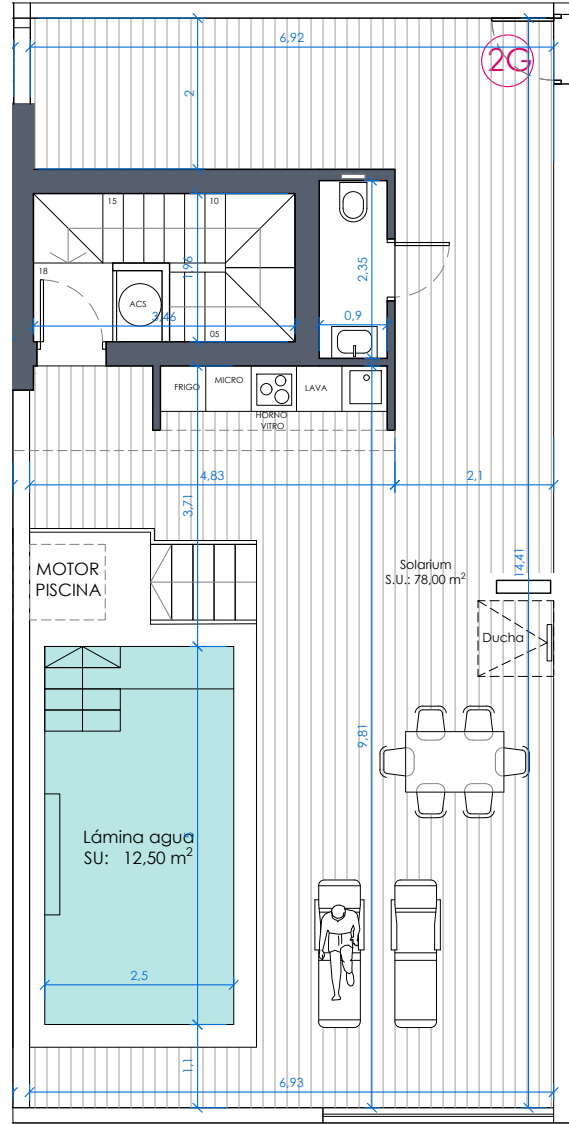 6,92
2G
2
15
10
2,35
1,96
18
ACS
3,46
0,9
05
FRIGO
MICRO
LAVA
HORNO
VITRO
4,83
2,1
3,71
14,41
Solarium
S.U.: 78,00 m²
MOTOR
PISCINA
Ducha
9,81
Lámina agua
SU: 12,50 m²
5
2,5
1,1
6,93